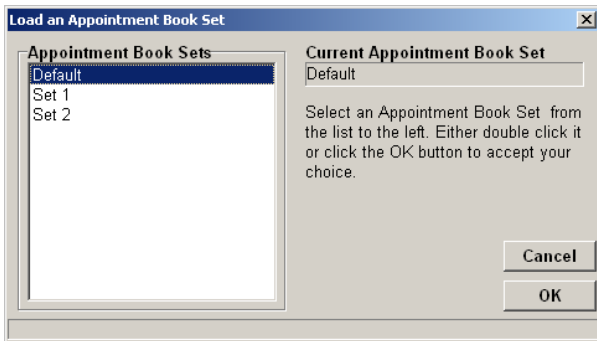 Load an Appointment Book Set
Appointment Book Sets
Default
Set 1
Set 2
Current Appointment Book Set
Default
Select an Appointment Book Set from
the list to the left. Either double click it
or click the OK button to accept your
choice.
Cancel
OK